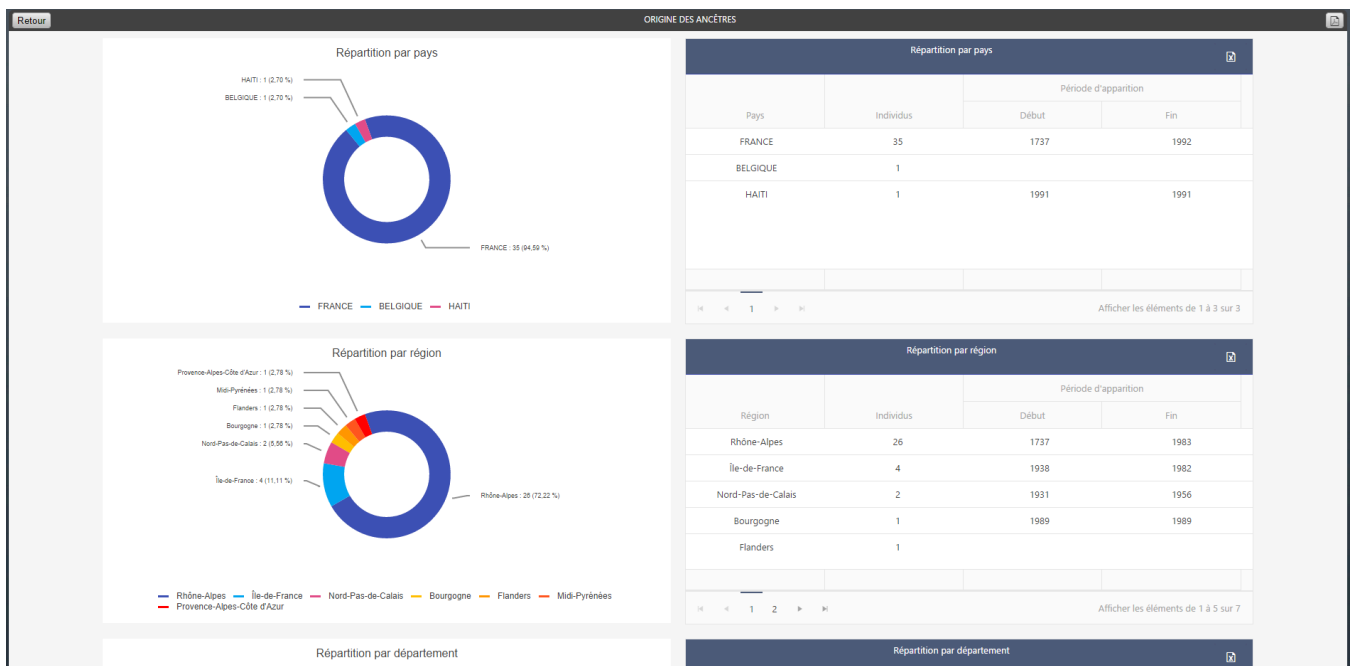 Retour
ORIGINE DES ANCÊTRES
Répartition par pays
HAITI : 1 (2,70 %)
BELGIQUE : 1 (2,70 %)
FRANCE : 35 (94,59 %)
FRANCE BELGIQUE HAITI
Répartition par pays
Période d'apparition
Pays Individus Début Fin
FRANCE 35 1737 1992
BELGIQUE 1
HAITI 1 1991 1991
1 Afficher les éléments de 1 à 3 sur 3
Répartition par région
Provence-Alpes-Côte d'Azur : 1 (2,78 %)
Midi-Pyrénées : 1 (2,78 %)
Flanders : 1 (2,78 %)
Bourgogne : 1 (2,78 %)
Nord-Pas-de-Calais : 2 (5,56 %)
Île-de-France : 4 (11,11 %)
Rhône-Alpes : 26 (72,22 %)
Rhône-Alpes Île-de-France Nord-Pas-de-Calais Bourgogne Flanders Midi-Pyrénées
Provence-Alpes-Côte d'Azur
Répartition par région
Période d'apparition
Région Individus Début Fin
Rhône-Alpes 26 1737 1983
Île-de-France 4 1938 1982
Nord-Pas-de-Calais 2 1931 1956
Bourgogne 1 1989 1989
Flanders 1
1 2 Afficher les éléments de 1 à 5 sur 7
Répartition par département
Répartition par département